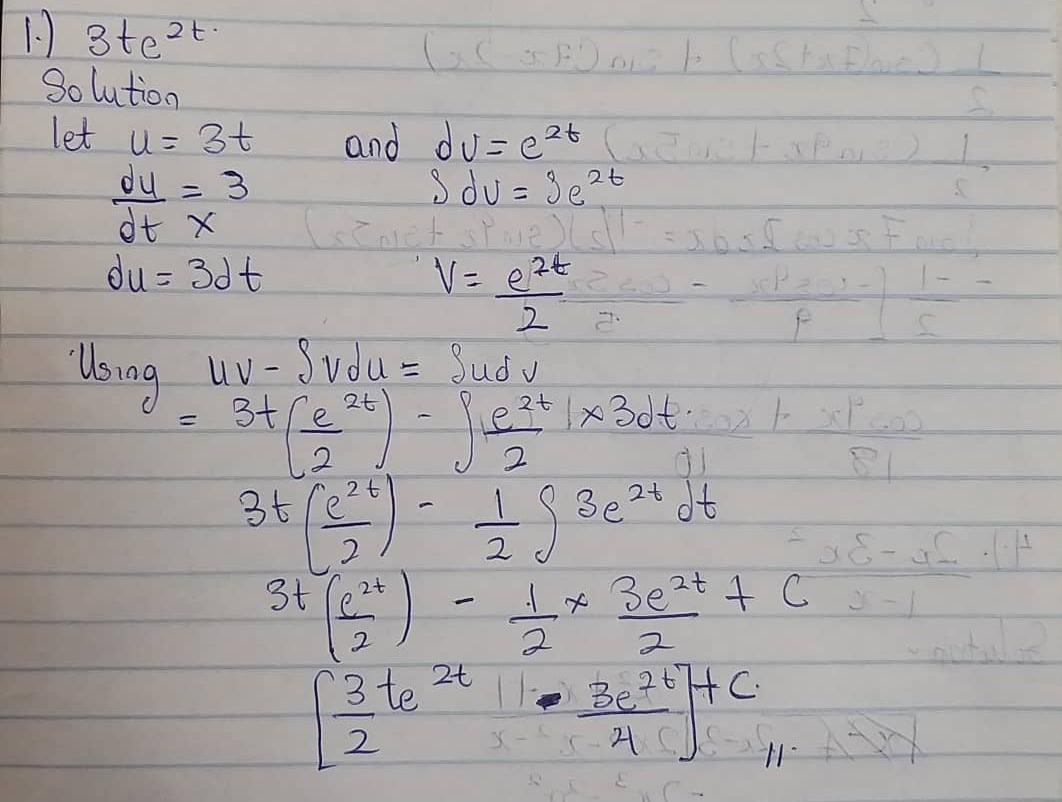 1.) 3te^2t.
Solution
let u = 3t and dv = e^2t
du/dt = 3 ∫dv = ∫e^2t
x
du = 3dt V = e^2t/2
Using uv - ∫vdu = ∫udv
= 3t(e^2t/2) - ∫e^2t/2 × 3dt.
3t(e^2t/2) - 1/2 ∫ 3e^2t dt
3t(e^2t/2) - 1/2 × 3e^2t/2 + C
[3/2 te^2t - 3e^2t/4] + C.